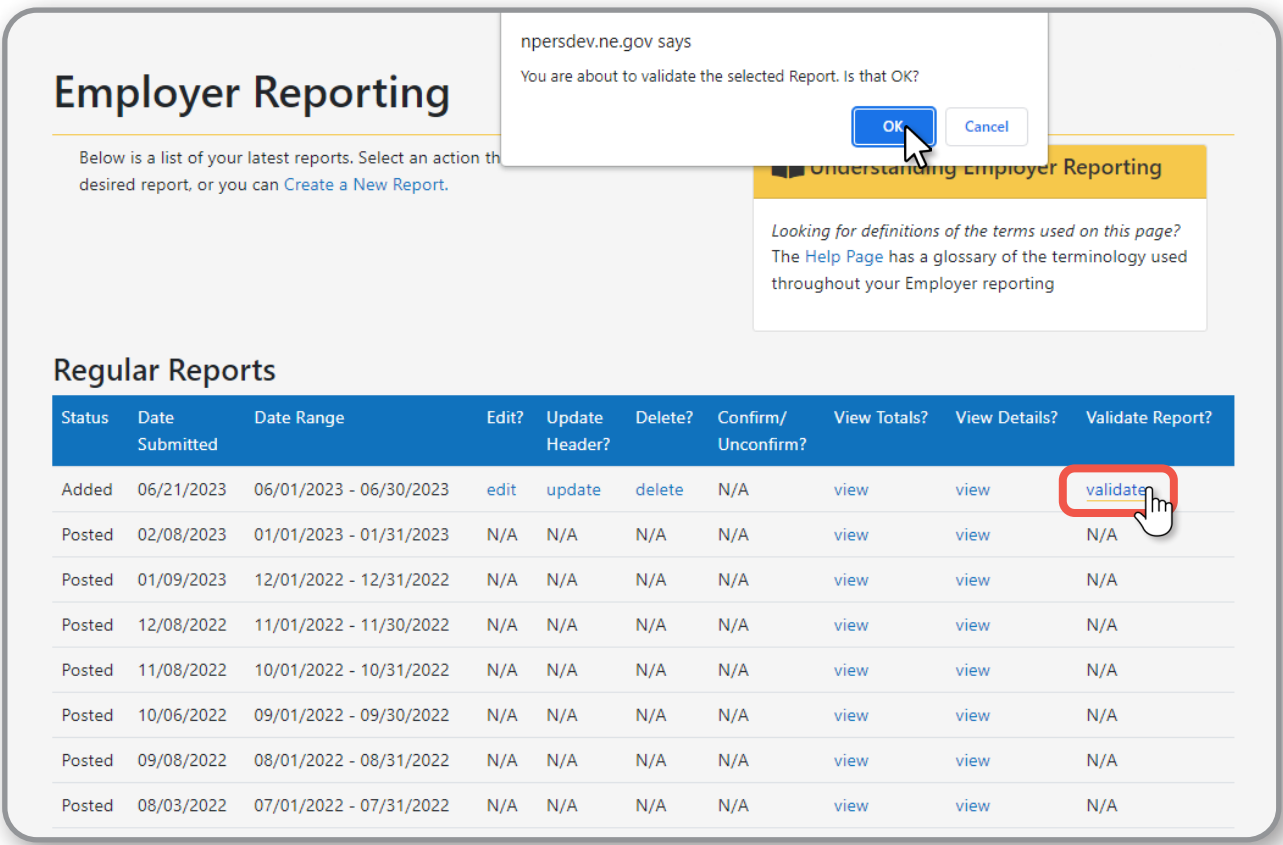 npersdev.ne.gov says
You are about to validate the selected Report. Is that OK?
OK Cancel
Employer Reporting
Below is a list of your latest reports. Select an action th
desired report, or you can Create a New Report.
Understanding Employer Reporting
Looking for definitions of the terms used on this page?
The Help Page has a glossary of the terminology used
throughout your Employer reporting
Regular Reports
Status Date Submitted Date Range Edit? Update Header? Delete? Confirm/ Unconfirm? View Totals? View Details? Validate Report?
Added 06/21/2023 06/01/2023 - 06/30/2023 edit update delete N/A view view validate
Posted 02/08/2023 01/01/2023 - 01/31/2023 N/A N/A N/A N/A view view N/A
Posted 01/09/2023 12/01/2022 - 12/31/2022 N/A N/A N/A N/A view view N/A
Posted 12/08/2022 11/01/2022 - 11/30/2022 N/A N/A N/A N/A view view N/A
Posted 11/08/2022 10/01/2022 - 10/31/2022 N/A N/A N/A N/A view view N/A
Posted 10/06/2022 09/01/2022 - 09/30/2022 N/A N/A N/A N/A view view N/A
Posted 09/08/2022 08/01/2022 - 08/31/2022 N/A N/A N/A N/A view view N/A
Posted 08/03/2022 07/01/2022 - 07/31/2022 N/A N/A N/A N/A view view N/A